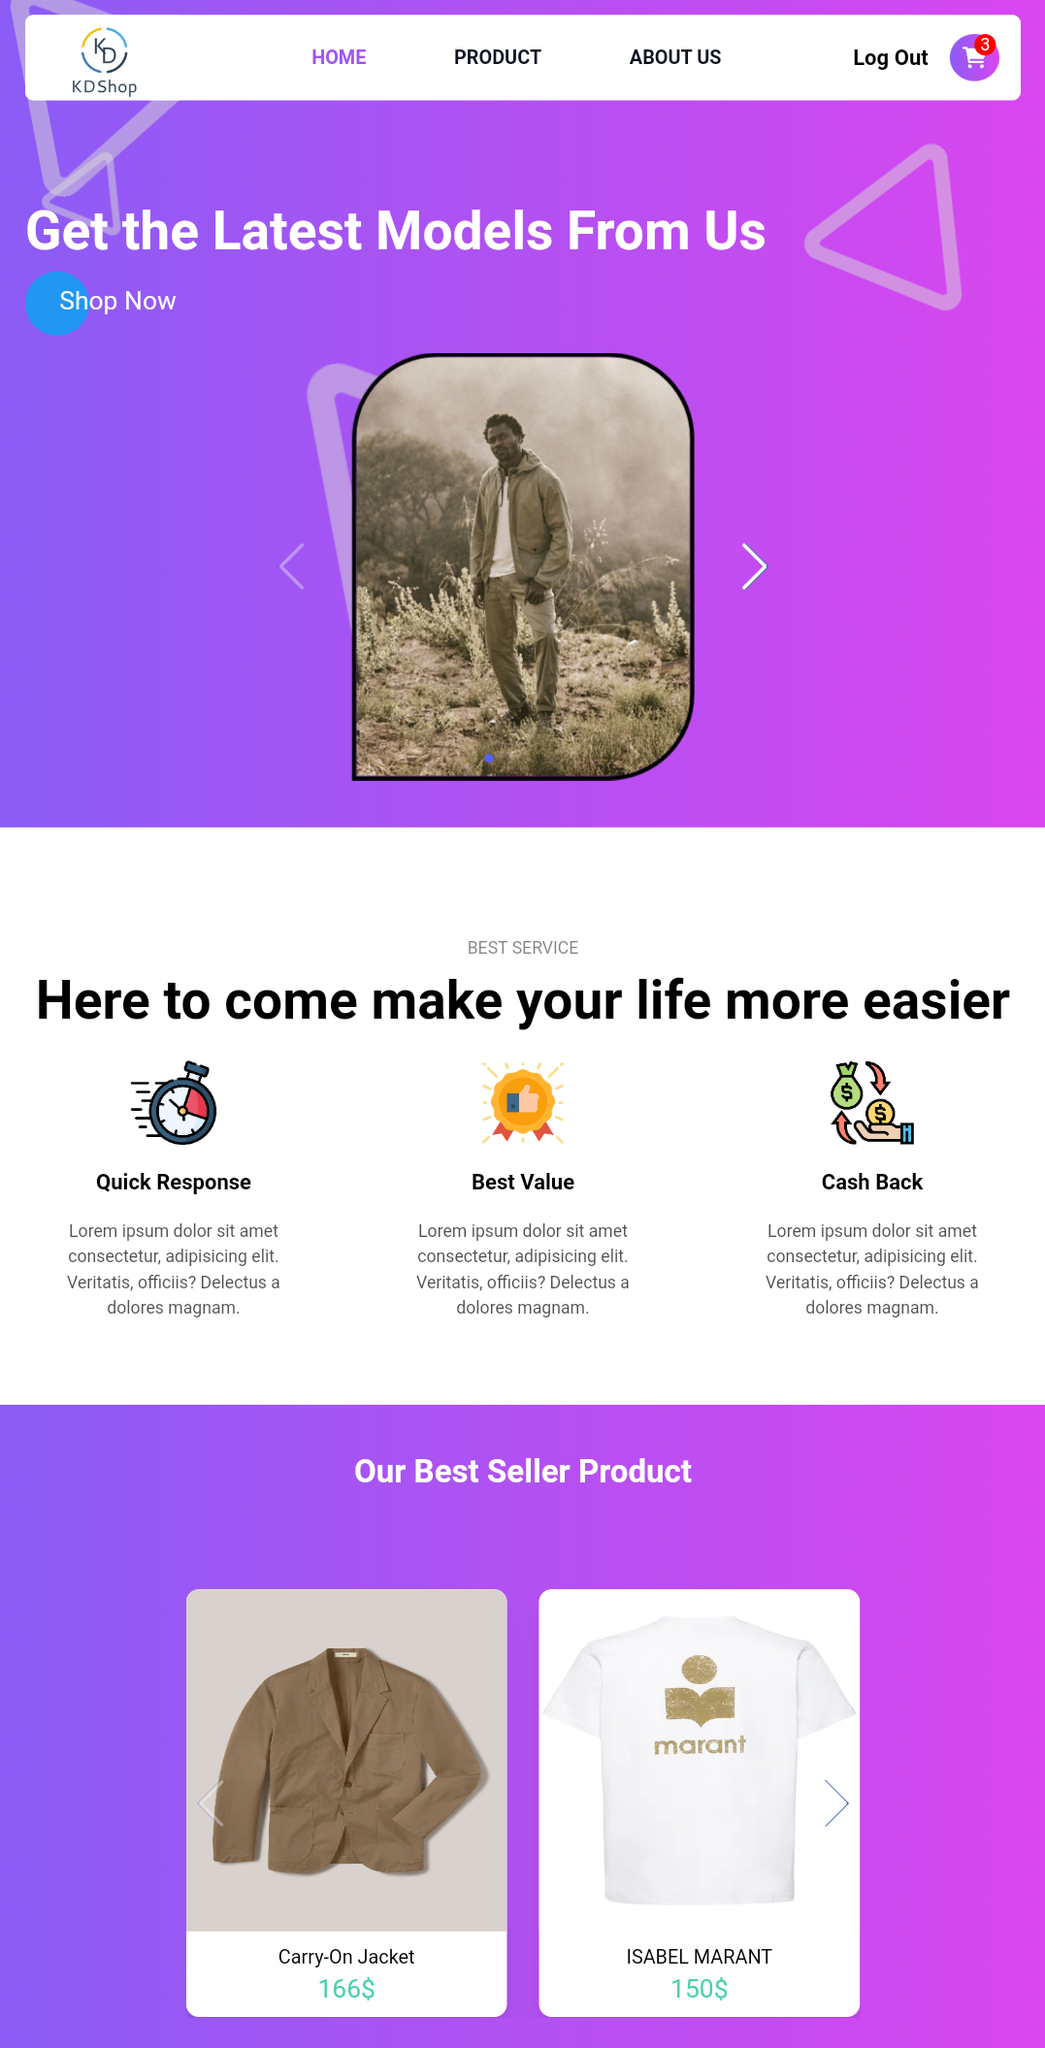 KD
KDShop
HOME
PRODUCT
ABOUT US
Log Out
3
Get the Latest Models From Us
Shop Now
BEST SERVICE
Here to come make your life more easier
Quick Response
Best Value
Cash Back
Lorem ipsum dolor sit amet
consectetur, adipisicing elit.
Veritatis, officiis? Delectus a
dolores magnam.
Lorem ipsum dolor sit amet
consectetur, adipisicing elit.
Veritatis, officiis? Delectus a
dolores magnam.
Lorem ipsum dolor sit amet
consectetur, adipisicing elit.
Veritatis, officiis? Delectus a
dolores magnam.
Our Best Seller Product
marant
Carry-On Jacket
166$
ISABEL MARANT
150$